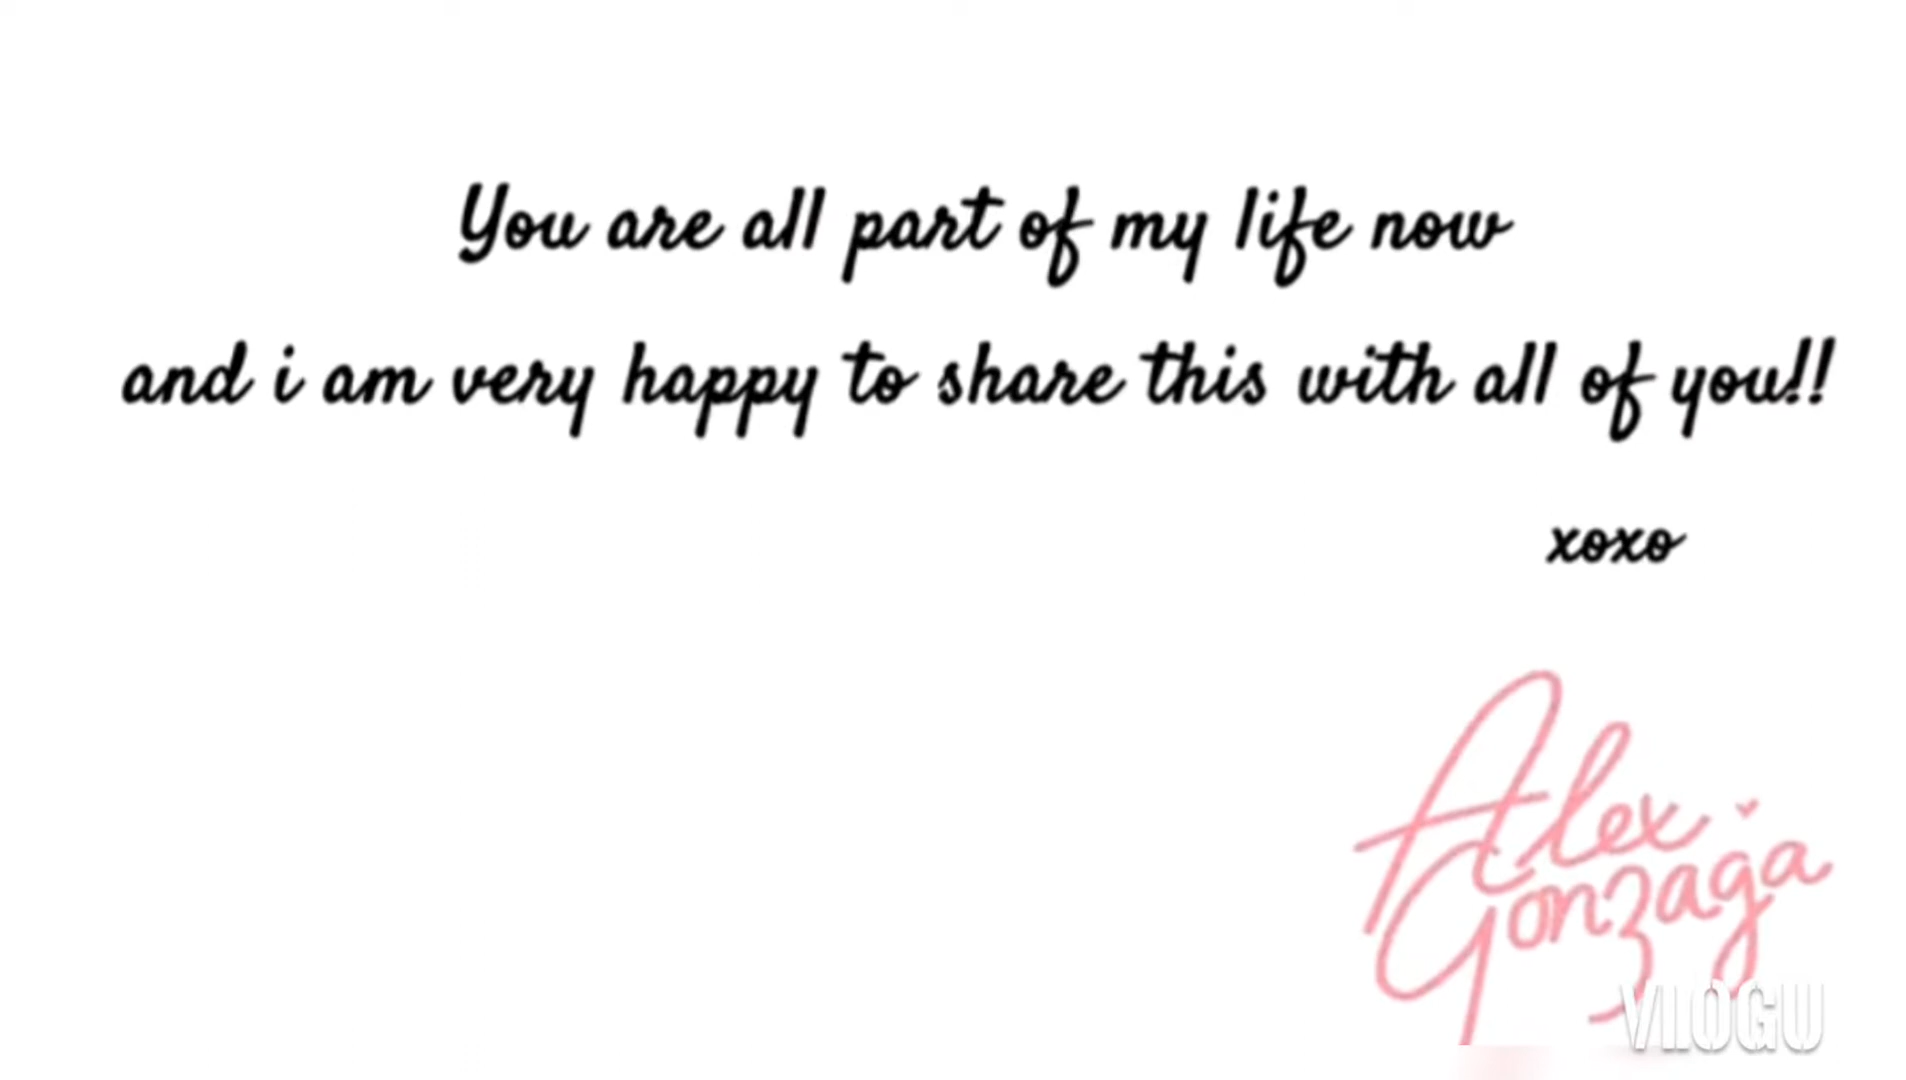 You are all part of my life now
and i am very happy to share this with all of you!!
xoxo
Alex
Gonzaga
VLOGU